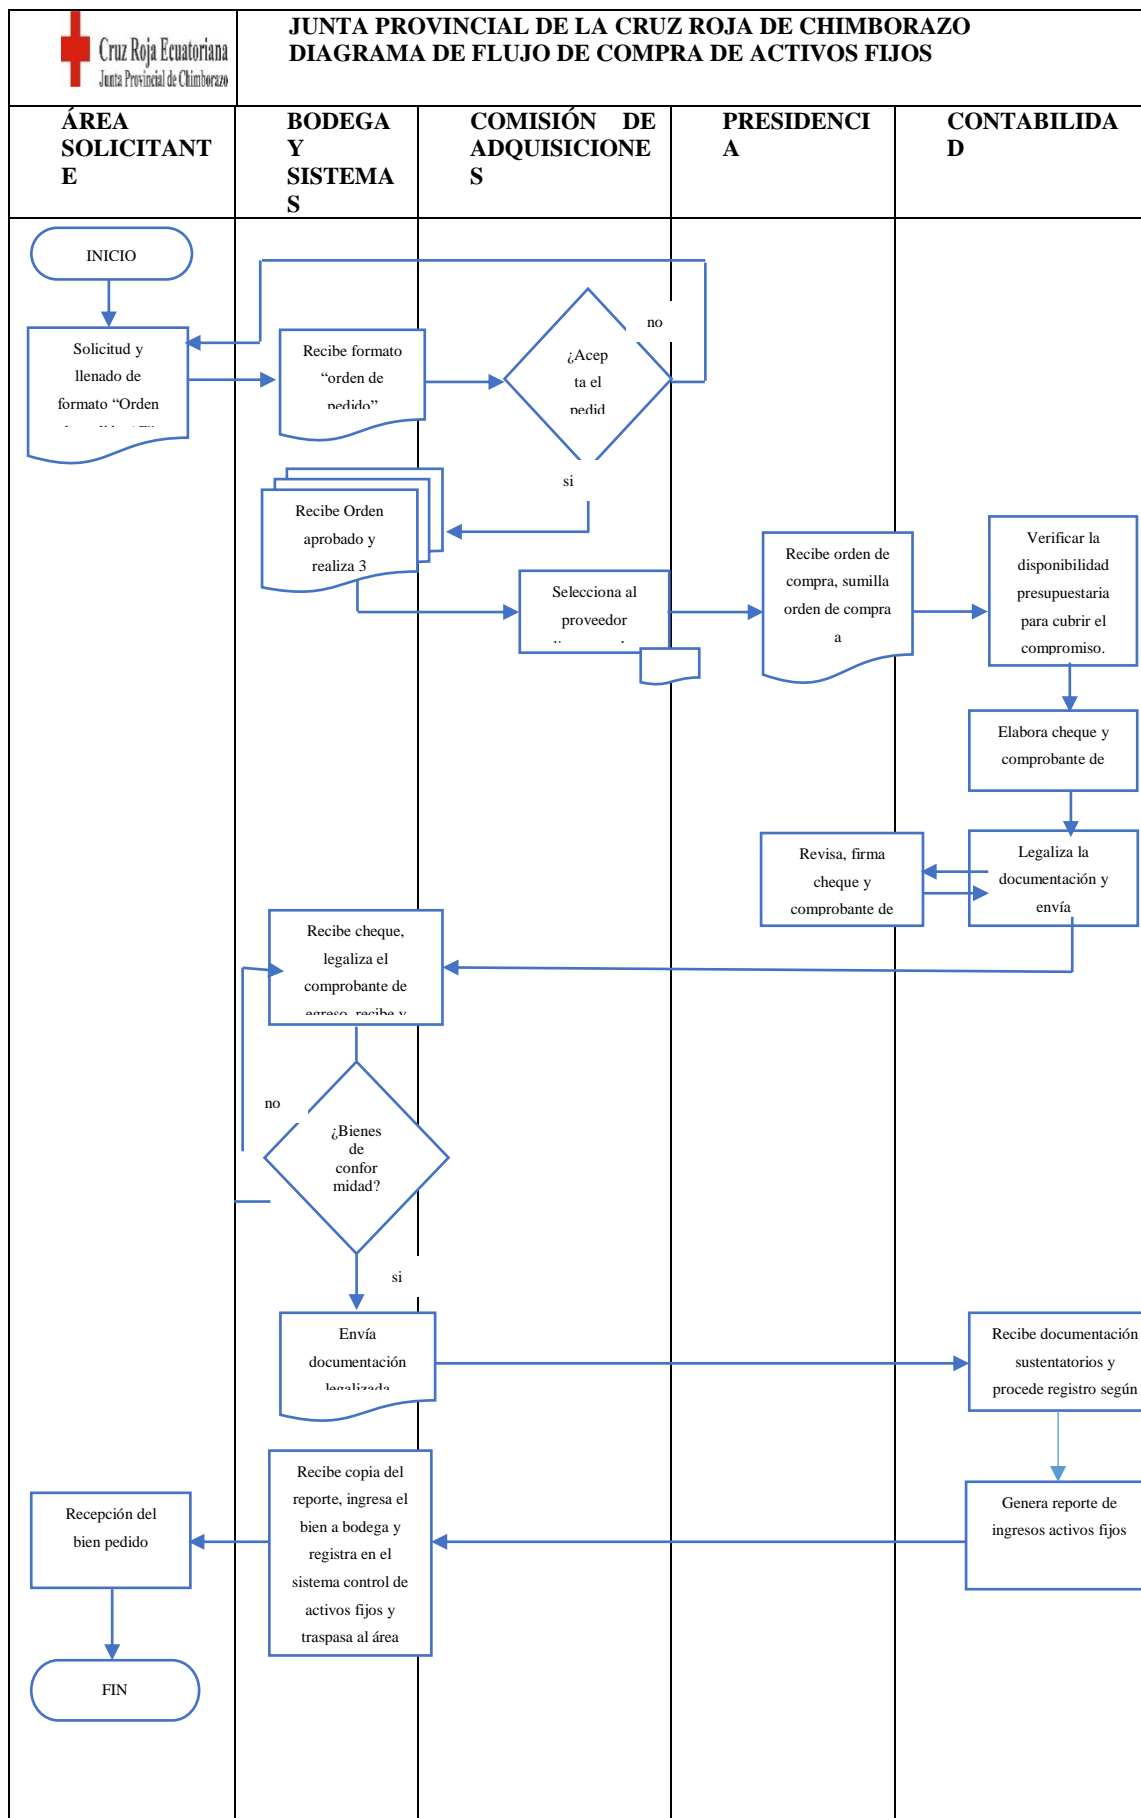 Cruz Roja Ecuatoriana
Junta Provincial de Chimborazo
JUNTA PROVINCIAL DE LA CRUZ ROJA DE CHIMBORAZO
DIAGRAMA DE FLUJO DE COMPRA DE ACTIVOS FIJOS
ÁREA
SOLICITANT
E
BODEGA
Y
SISTEMA
S
COMISIÓN DE
ADQUISICIONE
S
PRESIDENCI
A
CONTABILIDA
D
INICIO
Solicitud y
llenado de
formato “Orden
Recibe formato
“orden de
pedido”
¿Acep
ta el
pedid
no
si
Recibe Orden
aprobado y
realiza 3
Selecciona al
proveedor
Recibe orden de
compra, sumilla
orden de compra
a
Verificar la
disponibilidad
presupuestaria
para cubrir el
compromiso.
Elabora cheque y
comprobante de
Legaliza la
documentación y
envía
Revisa, firma
cheque y
comprobante de
Recibe cheque,
legaliza el
comprobante de
egreso, recibe y
no
¿Bienes
de
confor
midad?
si
Envía
documentación
legalizada
Recibe documentación
sustentatorios y
procede registro según
Genera reporte de
ingresos activos fijos
Recibe copia del
reporte, ingresa el
bien a bodega y
registra en el
sistema control de
activos fijos y
traspasa al área
Recepción del
bien pedido
FIN